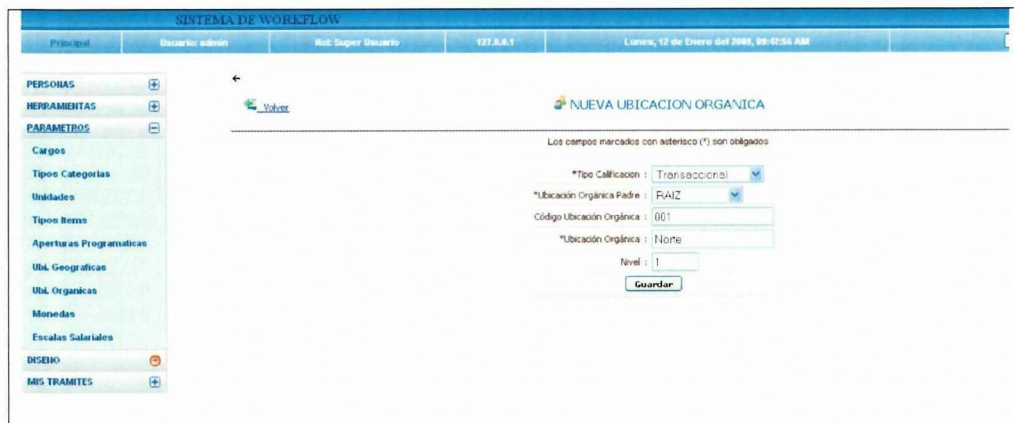 SISTEMA DE WORKFLOW
Principal Usuario: admin Rol: Super Usuario 127.0.0.1 Lunes, 12 de Enero del 2009, 09:47:56 AM
PERSONAS
HERRAMIENTAS
PARAMETROS
Cargos
Tipos Categorias
Unidades
Tipos Items
Aperturas Programaticas
Ubi. Geograficas
Ubi. Organicas
Monedas
Escalas Salariales
DISEÑO
MIS TRAMITES
Volver
NUEVA UBICACION ORGANICA
Los campos marcados con asterisco (*) son obligados
*Tipo Calificacion : Transaccional
*Ubicación Orgánica Padre : RAIZ
Código Ubicación Orgánica : 001
*Ubicación Orgánica : Norte
Nivel : 1
Guardar